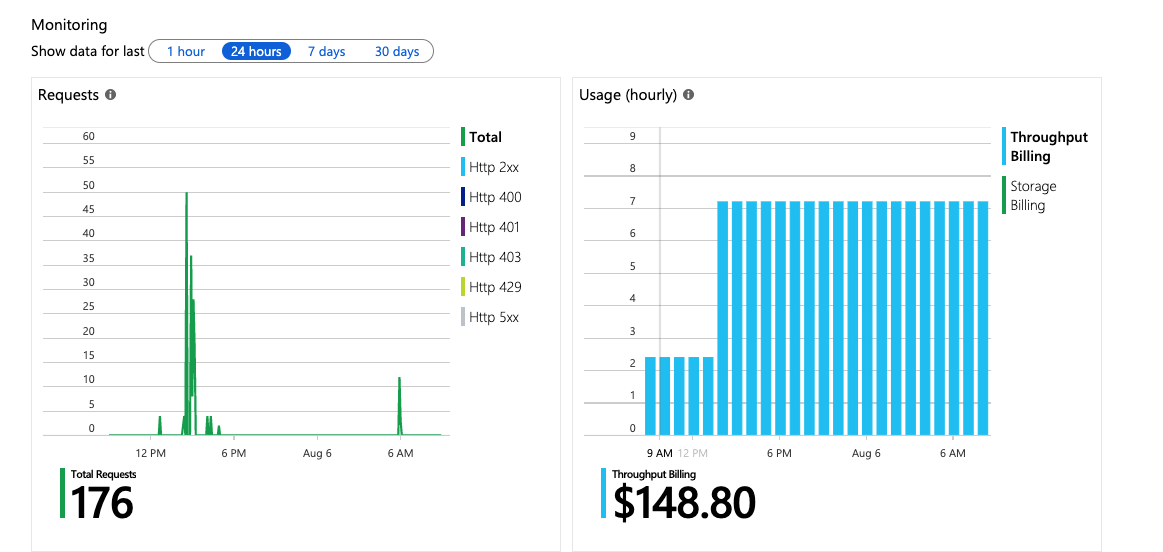 Monitoring
Show data for last 1 hour 24 hours 7 days 30 days
Requests
60
55
50
45
40
35
30
25
20
15
10
5
0
12 PM 6 PM Aug 6 6 AM
Total
Http 2xx
Http 400
Http 401
Http 403
Http 429
Http 5xx
Total Requests
176
Usage (hourly)
9
8
7
6
5
4
3
2
1
0
9 AM 12 PM 6 PM Aug 6 6 AM
Throughput
Billing
Storage
Billing
Throughput Billing
$148.80